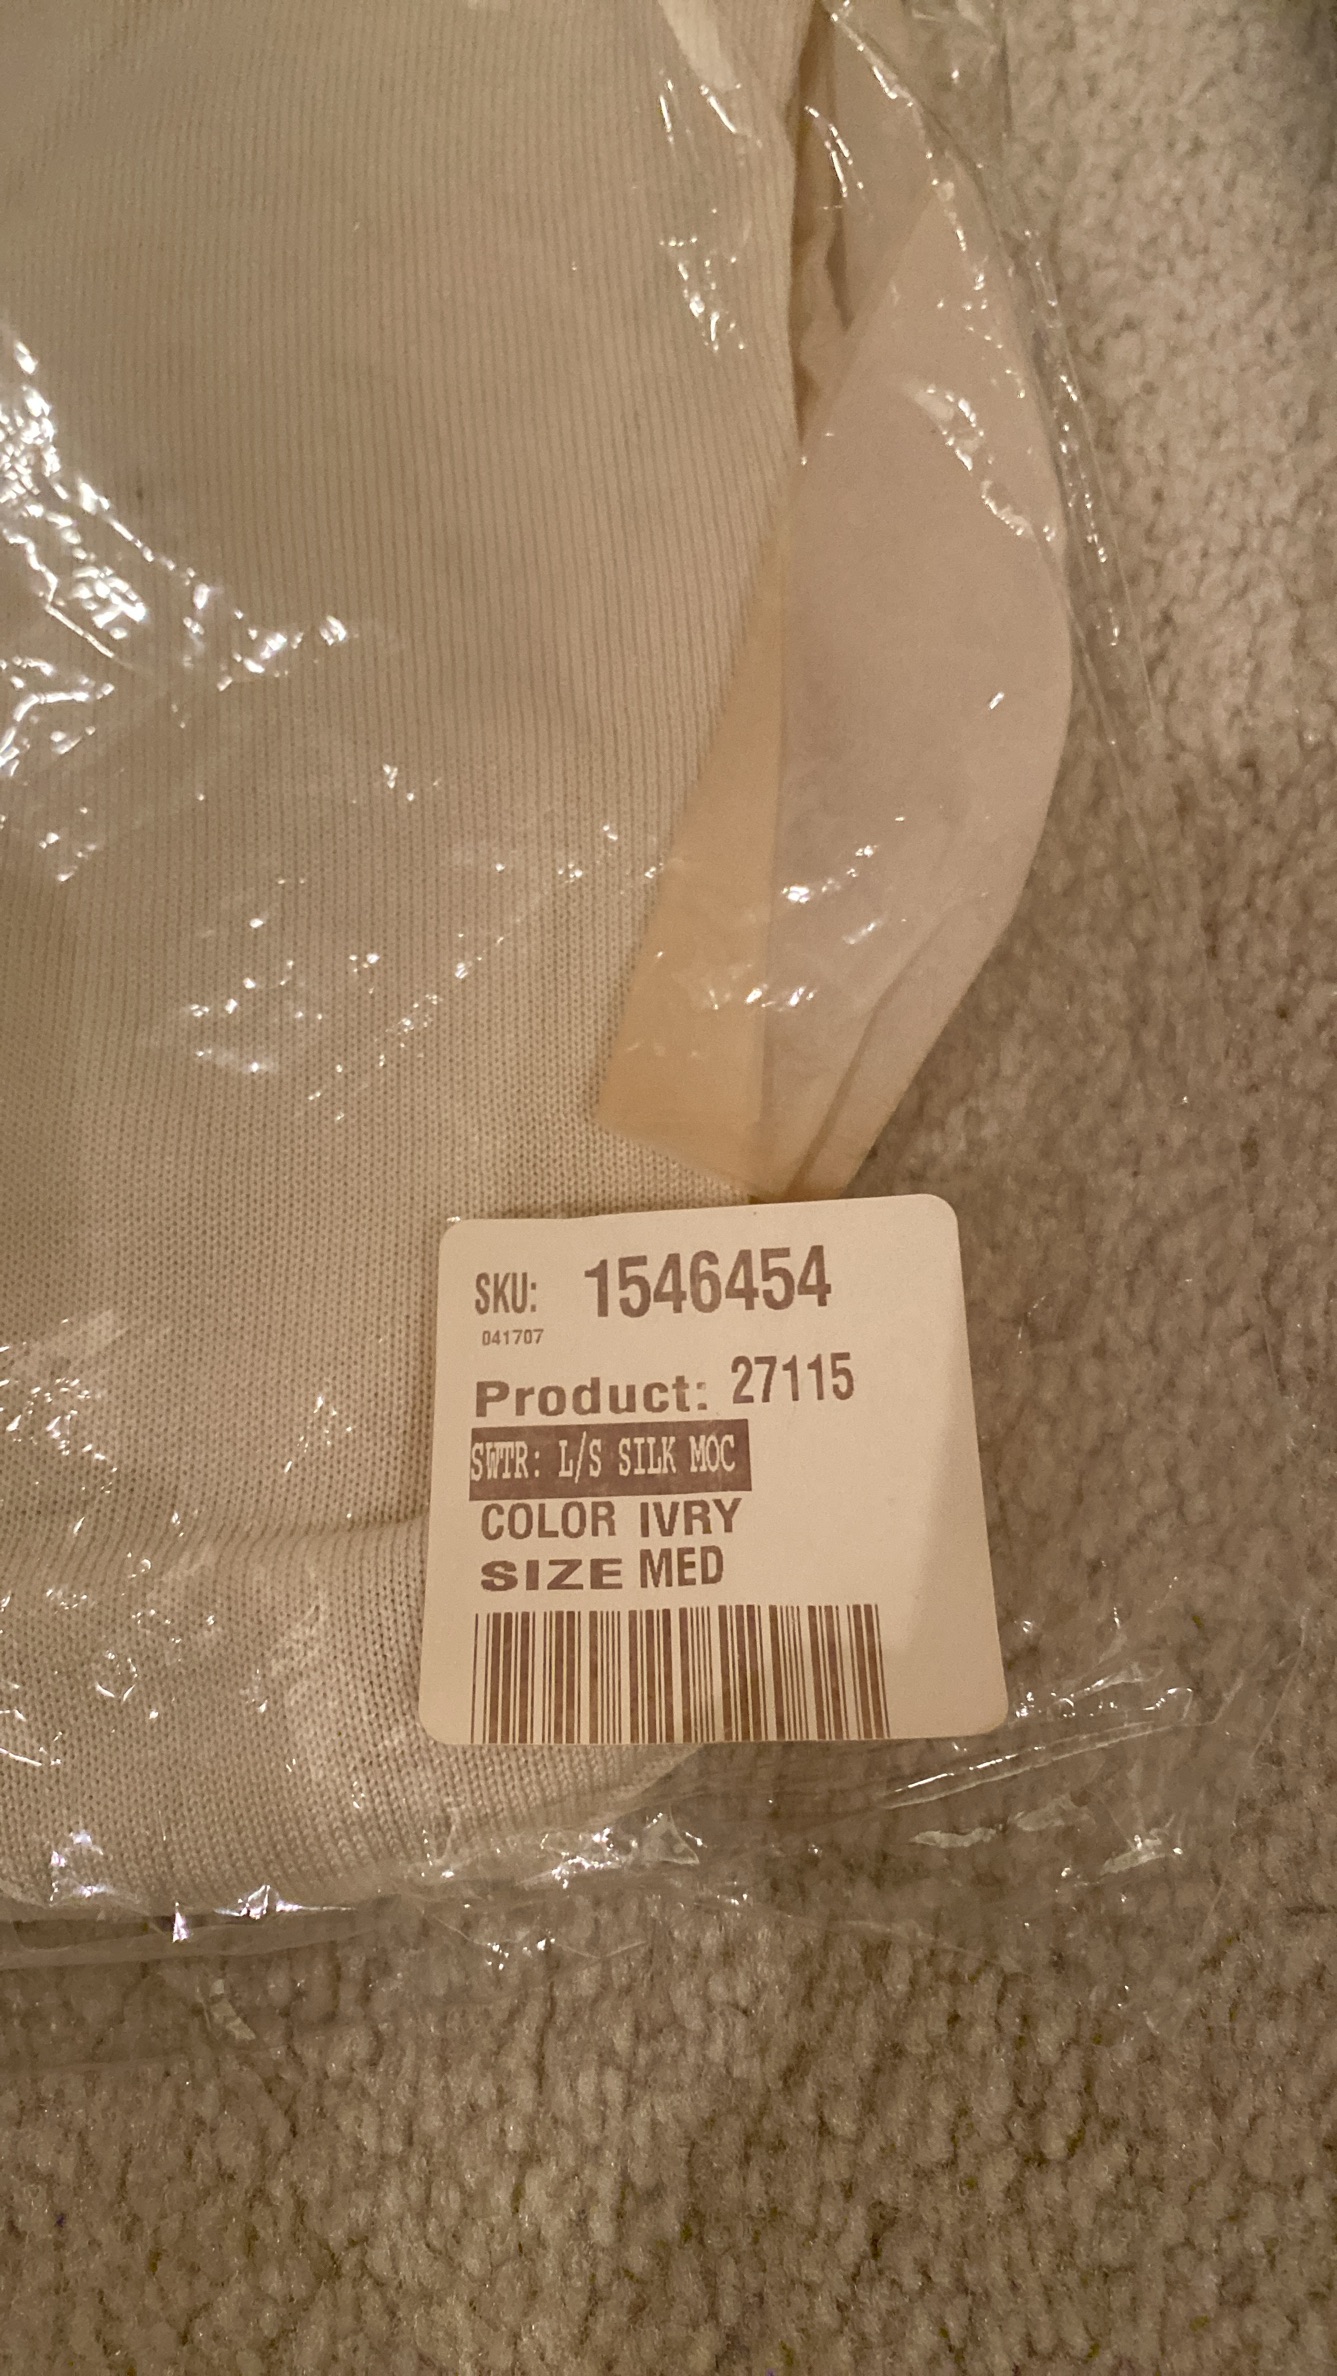 SKU: 1546454
041707
Product: 27115
SWTR: L/S SILK MOC
COLOR IVRY
SIZE MED